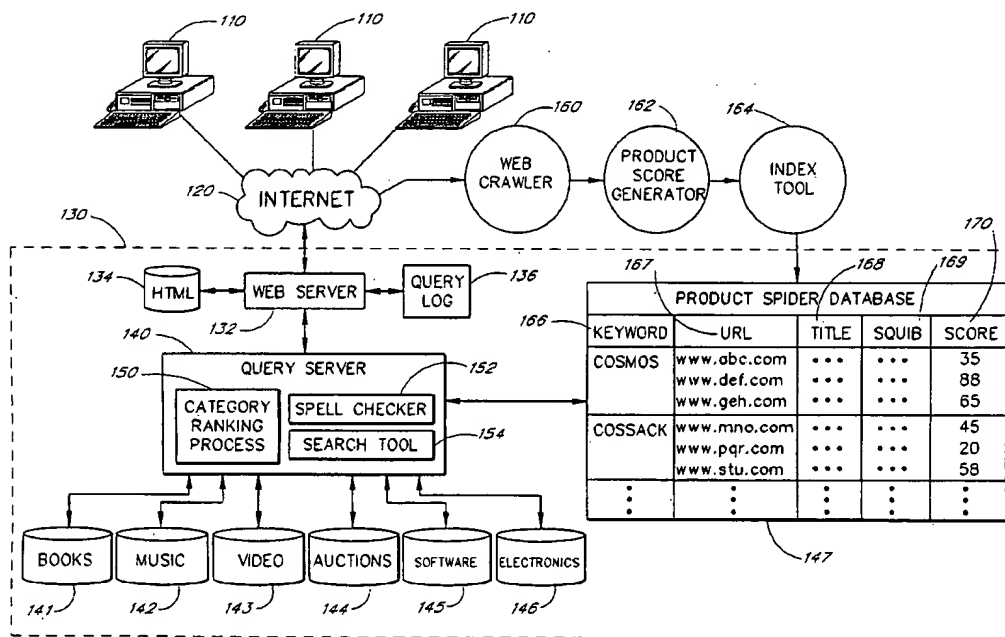 110
110
110
160
162
164
WEB CRAWLER
PRODUCT SCORE GENERATOR
INDEX TOOL
120
INTERNET
130
134
HTML
WEB SERVER
132
QUERY LOG
136
167
168
169
170
PRODUCT SPIDER DATABASE
166
KEYWORD URL TITLE SQUIB SCORE
COSMOS www.abc.com ••• ••• 35
www.def.com ••• ••• 88
www.geh.com ••• ••• 65
COSSACK www.mno.com ••• ••• 45
www.pqr.com ••• ••• 20
www.stu.com ••• ••• 58
147
140
QUERY SERVER
150
152
CATEGORY RANKING PROCESS
SPELL CHECKER
SEARCH TOOL
154
BOOKS
MUSIC
VIDEO
AUCTIONS
SOFTWARE
ELECTRONICS
141
142
143
144
145
146